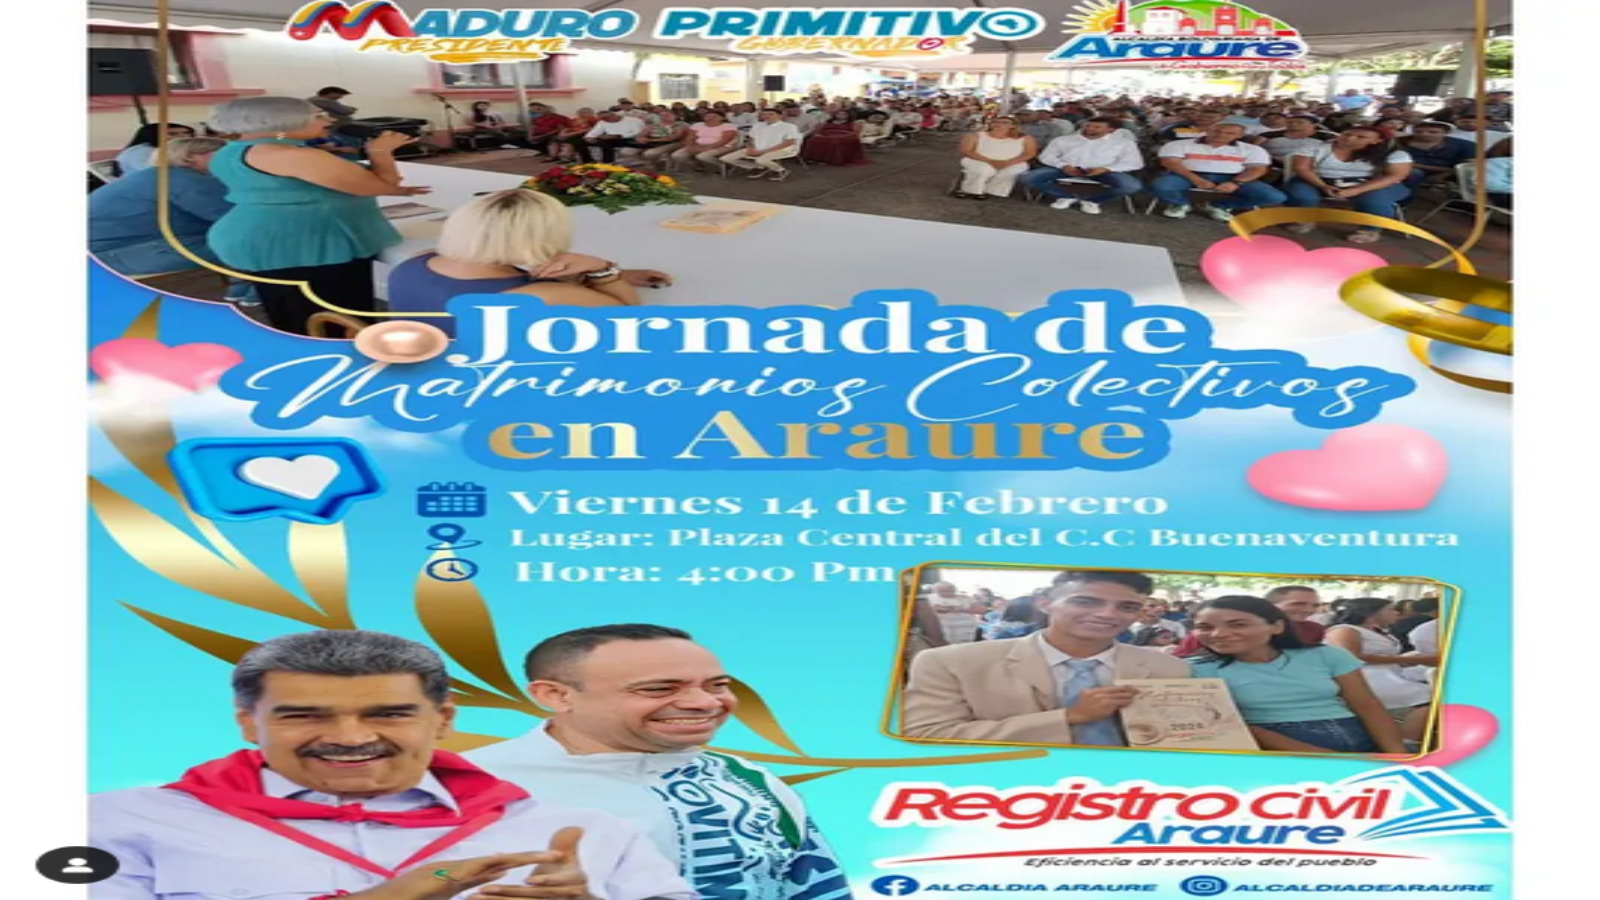 MADURO PRIMITIVO
PRESIDENTE GOBERNADOR
Araure
Jornada de
Matrimonios Colectivos
en Araure
Viernes 14 de Febrero
Lugar: Plaza Central del C.C Buenaventura
Hora: 4:00 Pm
Registro Civil
Araure
Eficiencia al servicio del pueblo
ALCALDIA ARAURE ALCALDIADEARAURE